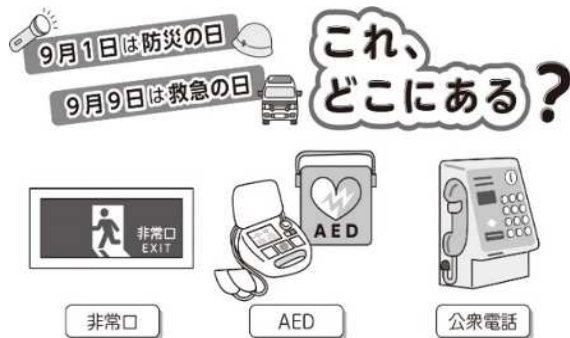 9月1日は防災の日
9月9日は救急の日
これ、
どこにある?
非常口
EXIT
AED
非常口
AED
公衆電話